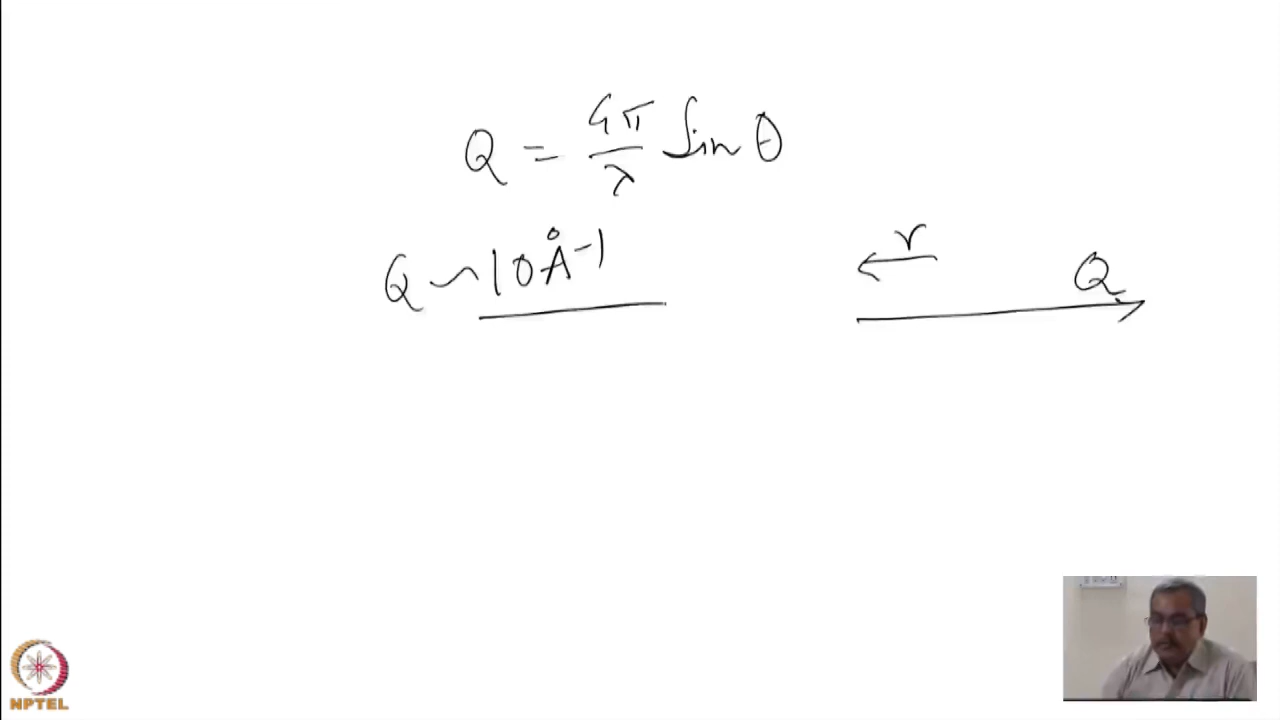 Q = 4π/λ Sin θ
Q ~ 10 Å⁻¹
r
Q
NPTEL